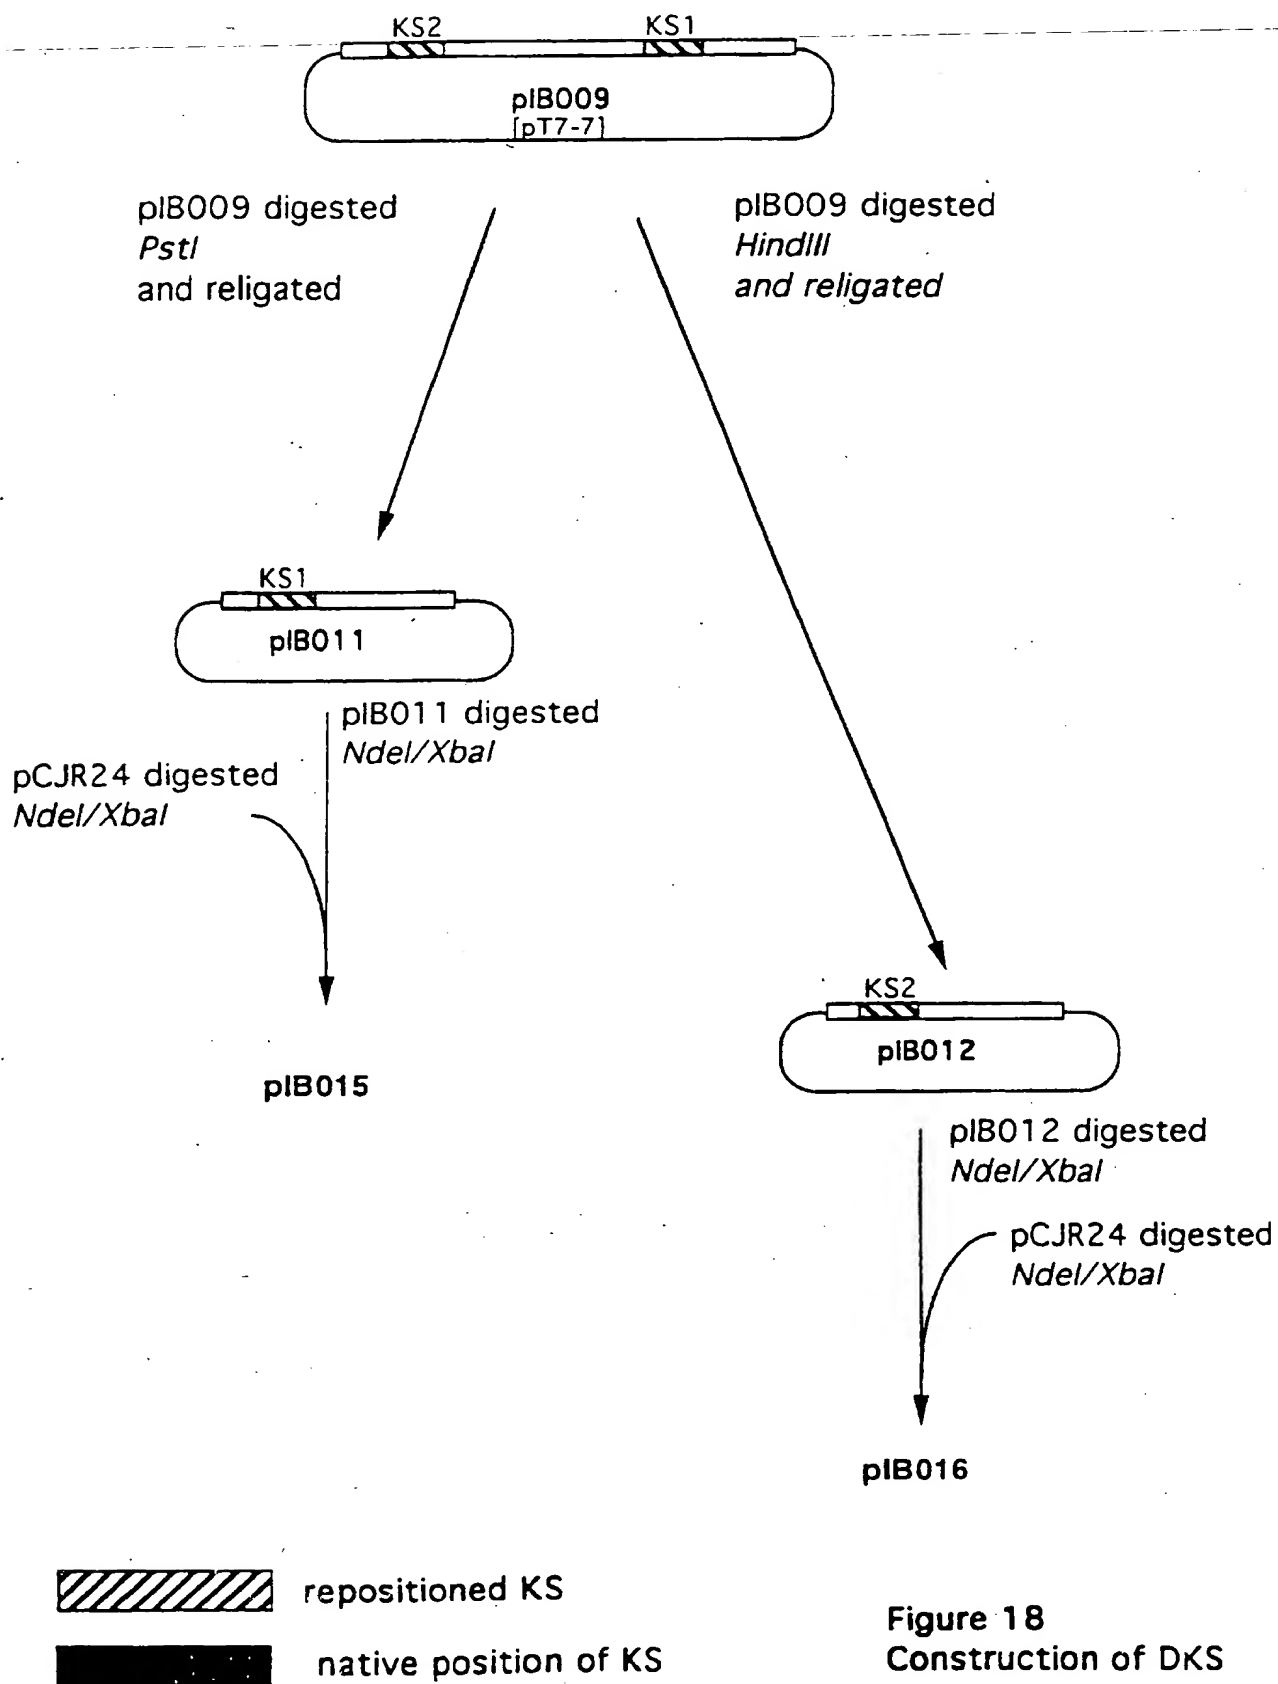 KS2
KS1
pIB009
[pT7-7]
pIB009 digested
PstI
and religated
pIB009 digested
HindIII
and religated
KS1
pIB011
pIB011 digested
NdeI/XbaI
pCJR24 digested
NdeI/XbaI
pIB015
KS2
pIB012
pIB012 digested
NdeI/XbaI
pCJR24 digested
NdeI/XbaI
pIB016
repositioned KS
native position of KS
Figure 18
Construction of DKS